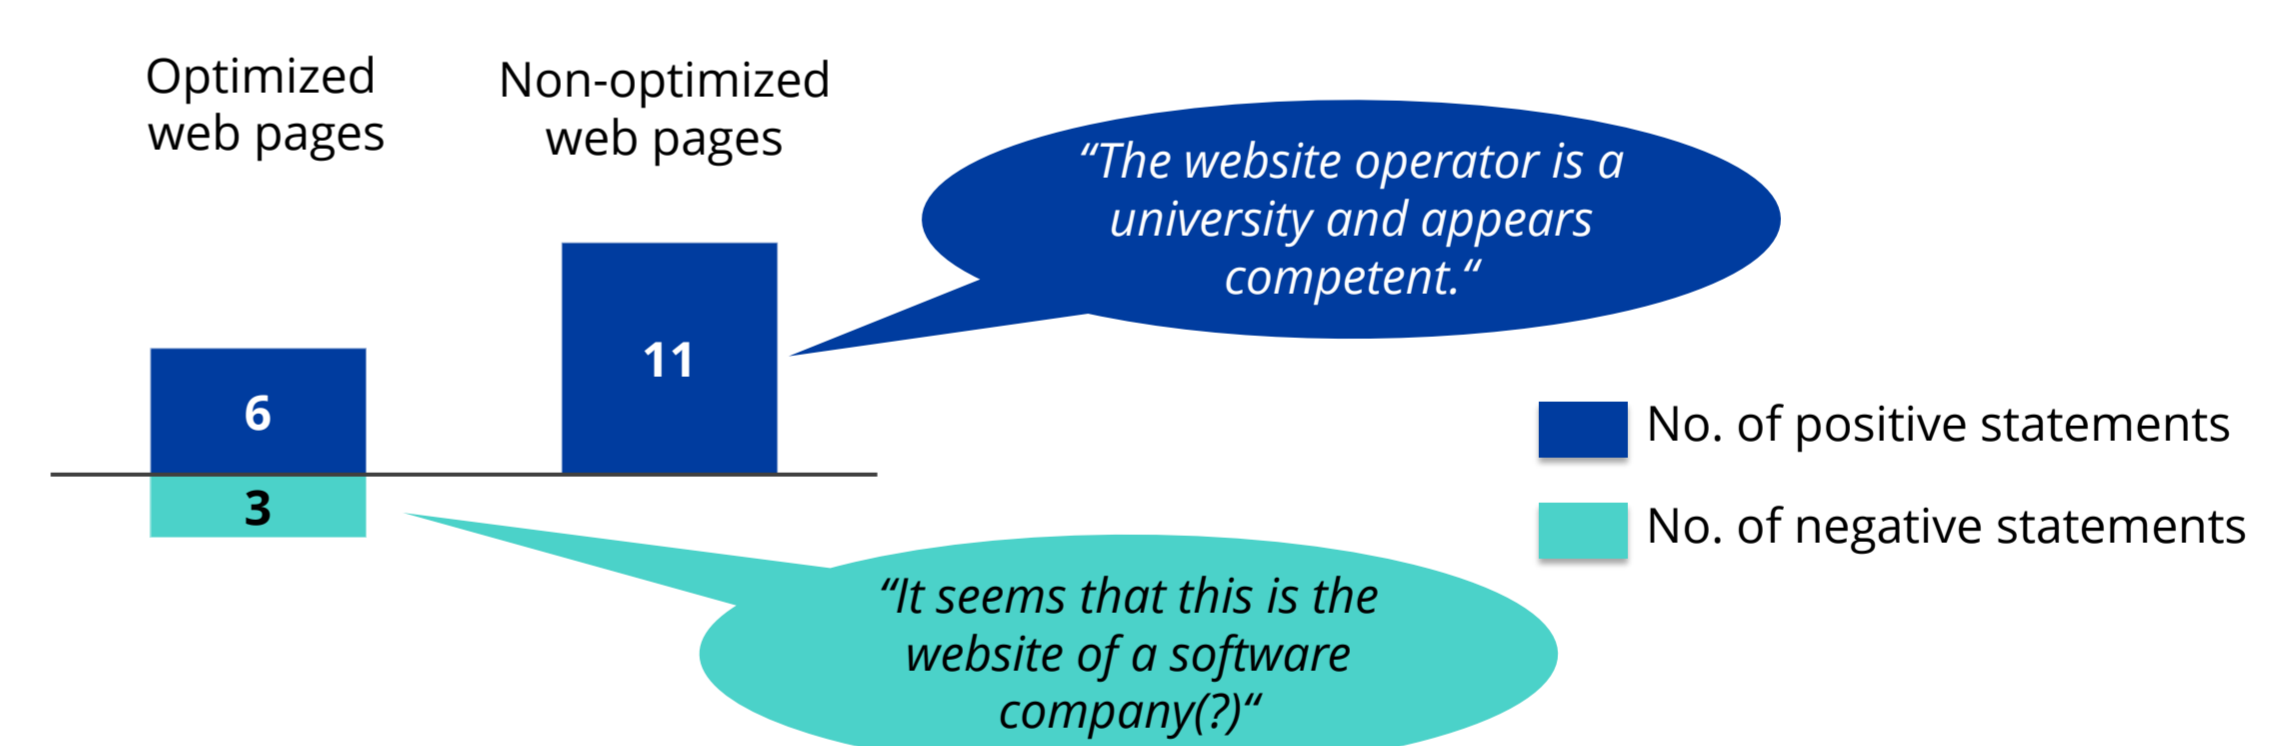 Optimized
web pages
Non-optimized
web pages
“The website operator is a
university and appears
competent.“
11
6
3
No. of positive statements
No. of negative statements
“It seems that this is the
website of a software
company(?)“